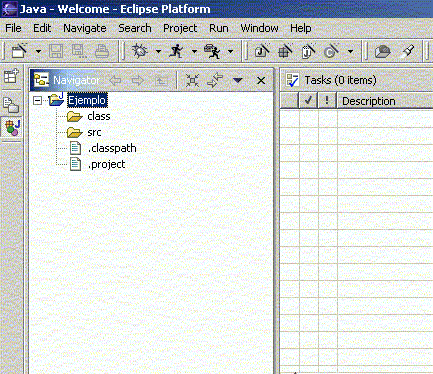 Java - Welcome - Eclipse Platform
File Edit Navigate Search Project Run Window Help
Navigator
Tasks (0 items)
Ejemplo
✓ ! Description
class
src
.classpath
.project